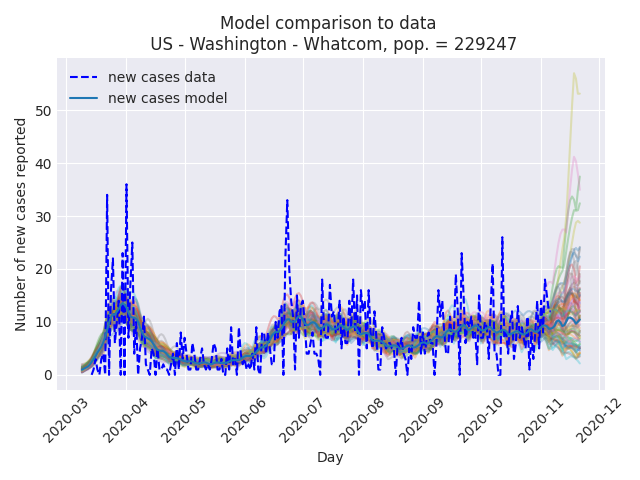 Model comparison to data
US - Washington - Whatcom, pop. = 229247
new cases data
new cases model
Number of new cases reported
50
40
30
20
10
0
2020-03
2020-04
2020-05
2020-06
2020-07
2020-08
2020-09
2020-10
2020-11
2020-12
Day